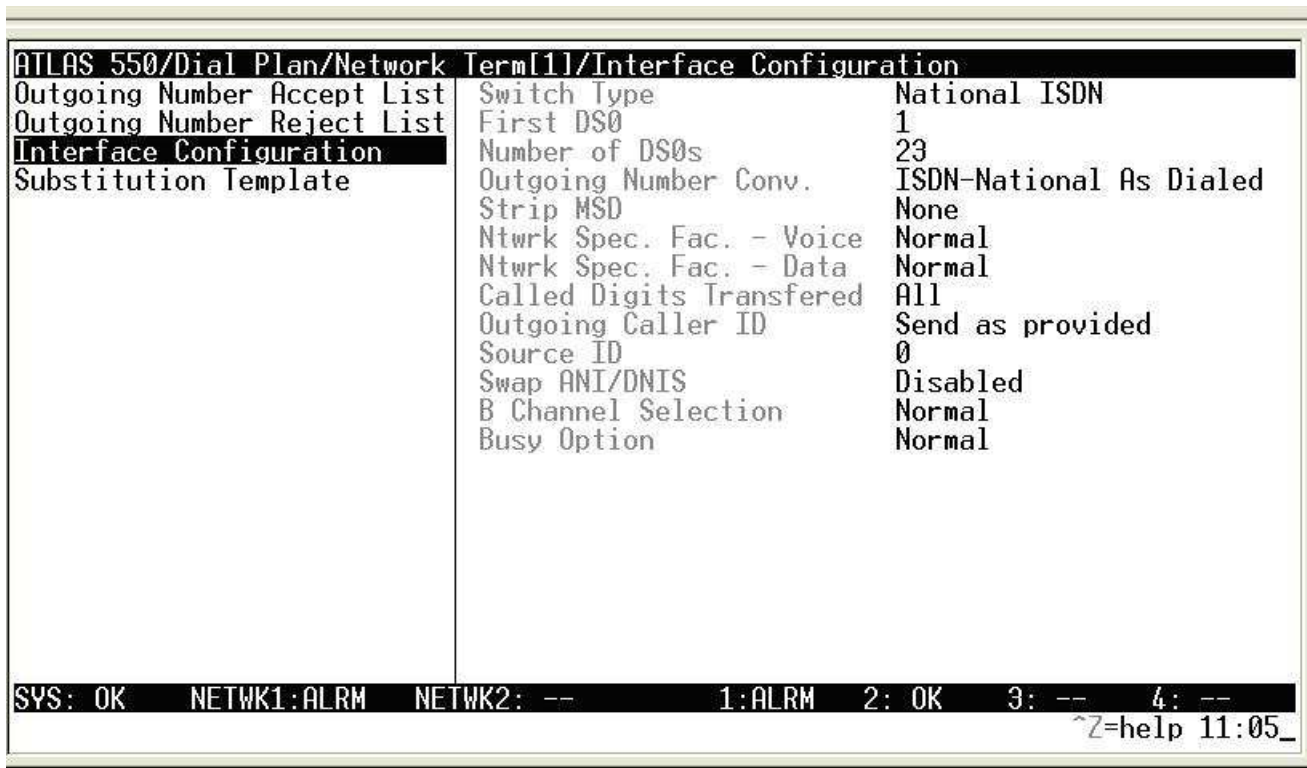 ATLAS 550/Dial Plan/Network Term[1]/Interface Configuration
Outgoing Number Accept List
Outgoing Number Reject List
Interface Configuration
Substitution Template
Switch Type National ISDN
First DS0 1
Number of DS0s 23
Outgoing Number Conv. ISDN-National As Dialed
Strip MSD None
Ntwrk Spec. Fac. - Voice Normal
Ntwrk Spec. Fac. - Data Normal
Called Digits Transfered All
Outgoing Caller ID Send as provided
Source ID 0
Swap ANI/DNIS Disabled
B Channel Selection Normal
Busy Option Normal
SYS: OK NETWK1:ALRM NETWK2: -- 1:ALRM 2: OK 3: -- 4: --
^Z=help 11:05_